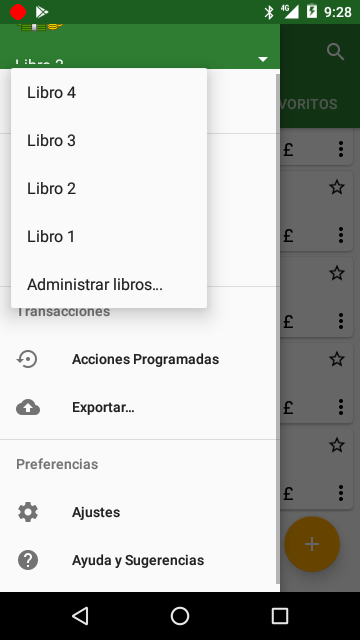 4G 9:28
Libro 2
VORITOS
Libro 4
Libro 3
Libro 2
Libro 1
Administrar libros...
Transacciones
Acciones Programadas
Exportar...
Preferencias
Ajustes
Ayuda y Sugerencias
£
£
£
£
£